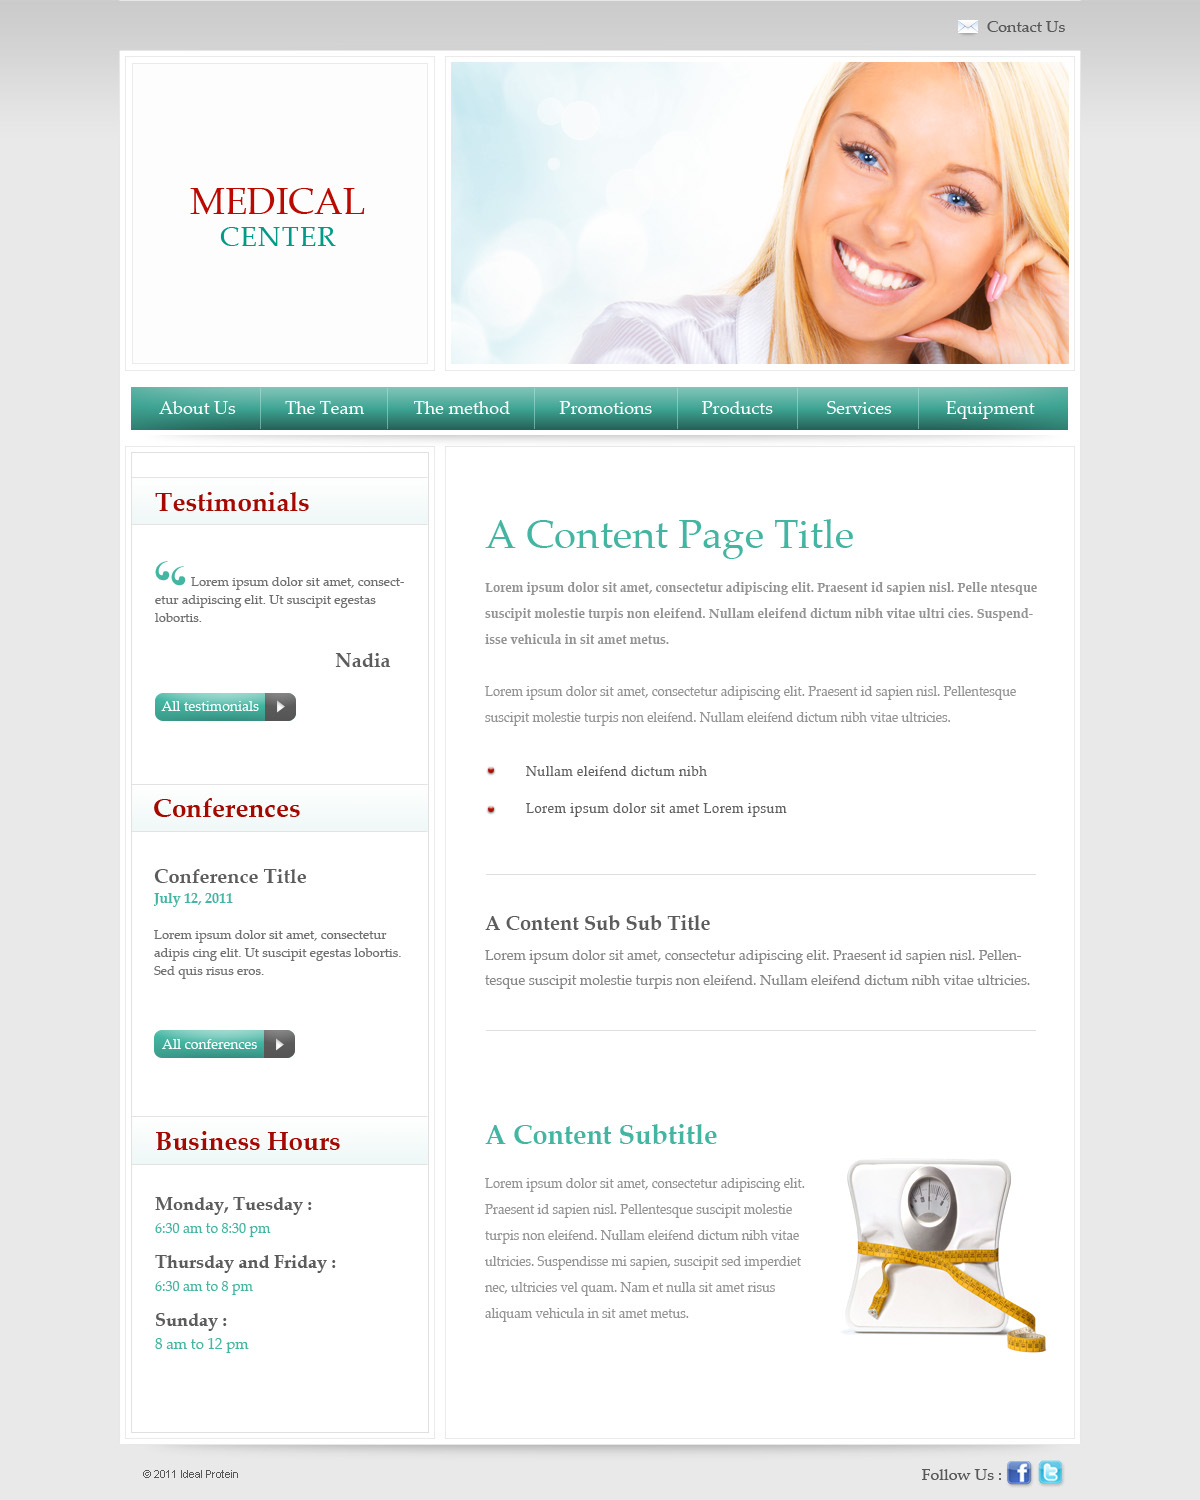 Contact Us
MEDICAL
CENTER
About Us
The Team
The method
Promotions
Products
Services
Equipment
Testimonials
“ Lorem ipsum dolor sit amet, consect-
etur adipiscing elit. Ut suscipit egestas
lobortis.
Nadia
All testimonials
Conferences
Conference Title
July 12, 2011
Lorem ipsum dolor sit amet, consectetur
adipis cing elit. Ut suscipit egestas lobortis.
Sed quis risus eros.
All conferences
Business Hours
Monday, Tuesday :
6:30 am to 8:30 pm
Thursday and Friday :
6:30 am to 8 pm
Sunday :
8 am to 12 pm
A Content Page Title
Lorem ipsum dolor sit amet, consectetur adipiscing elit. Praesent id sapien nisl. Pelle ntesque
suscipit molestie turpis non eleifend. Nullam eleifend dictum nibh vitae ultri cies. Suspend-
isse vehicula in sit amet metus.
Lorem ipsum dolor sit amet, consectetur adipiscing elit. Praesent id sapien nisl. Pellentesque
suscipit molestie turpis non eleifend. Nullam eleifend dictum nibh vitae ultricies.
Nullam eleifend dictum nibh
Lorem ipsum dolor sit amet Lorem ipsum
A Content Sub Sub Title
Lorem ipsum dolor sit amet, consectetur adipiscing elit. Praesent id sapien nisl. Pellen-
tesque suscipit molestie turpis non eleifend. Nullam eleifend dictum nibh vitae ultricies.
A Content Subtitle
Lorem ipsum dolor sit amet, consectetur adipiscing elit.
Praesent id sapien nisl. Pellentesque suscipit molestie
turpis non eleifend. Nullam eleifend dictum nibh vitae
ultricies. Suspendisse mi sapien, suscipit sed imperdiet
nec, ultricies vel quam. Nam et nulla sit amet risus
aliquam vehicula in sit amet metus.
© 2011 Ideal Protein
Follow Us :